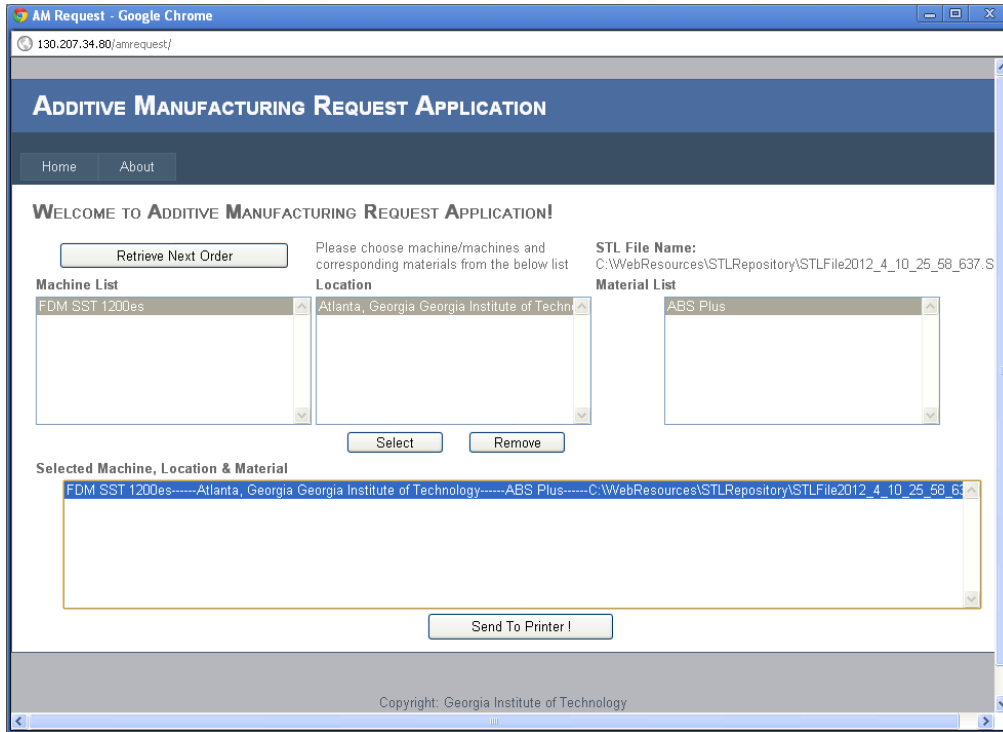 AM Request - Google Chrome
130.207.34.80/amrequest/
ADDITIVE MANUFACTURING REQUEST APPLICATION
Home About
WELCOME TO ADDITIVE MANUFACTURING REQUEST APPLICATION!
Retrieve Next Order
Please choose machine/machines and
corresponding materials from the below list
STL File Name:
C:\WebResources\STLRepository\STLFile2012_4_10_25_58_637.S
Machine List
Location
Material List
FDM SST 1200es
Atlanta, Georgia Georgia Institute of Techn
ABS Plus
Select
Remove
Selected Machine, Location & Material
FDM SST 1200es------Atlanta, Georgia Georgia Institute of Technology------ABS Plus------C:\WebResources\STLRepository\STLFile2012_4_10_25_58_63
Send To Printer !
Copyright: Georgia Institute of Technology